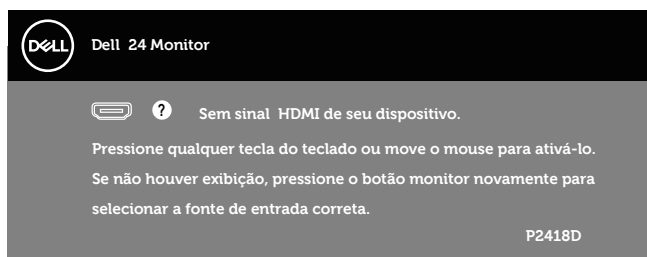 DELL Dell 24 Monitor
? Sem sinal HDMI de seu dispositivo.
Pressione qualquer tecla do teclado ou move o mouse para ativá-lo.
Se não houver exibição, pressione o botão monitor novamente para
selecionar a fonte de entrada correta.
P2418D